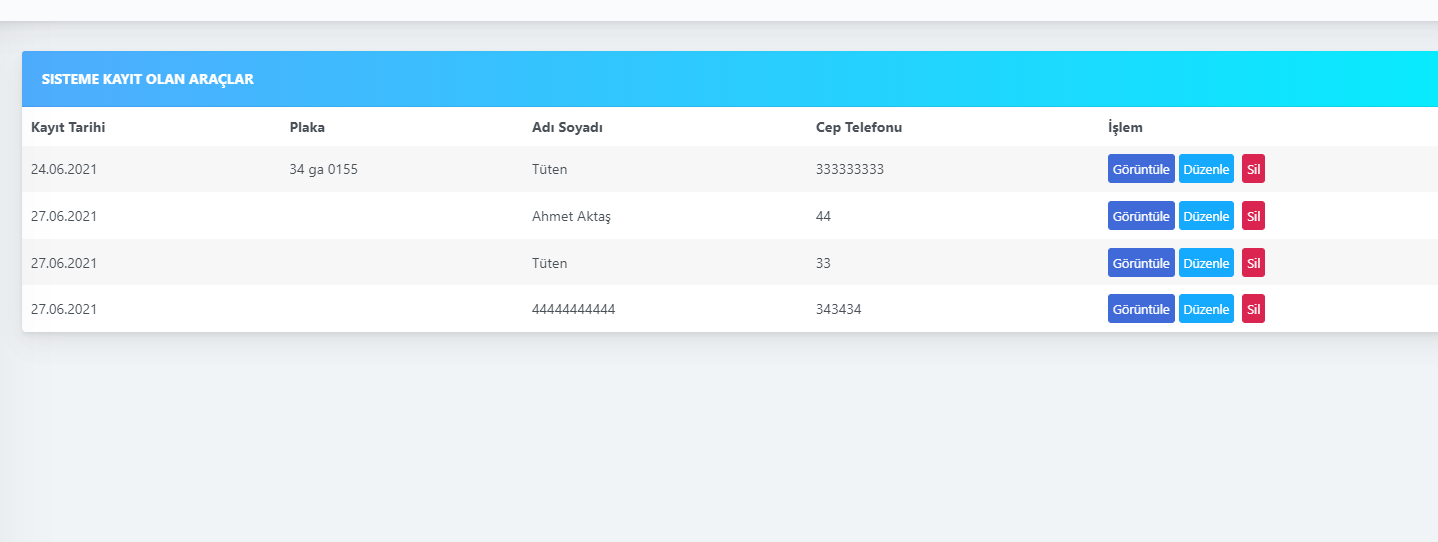 SISTEME KAYIT OLAN ARAÇLAR
Kayıt Tarihi Plaka Adı Soyadı Cep Telefonu İşlem
24.06.2021 34 ga 0155 Tüten 333333333 Görüntüle Düzenle Sil
27.06.2021 Ahmet Aktaş 44 Görüntüle Düzenle Sil
27.06.2021 Tüten 33 Görüntüle Düzenle Sil
27.06.2021 44444444444 343434 Görüntüle Düzenle Sil